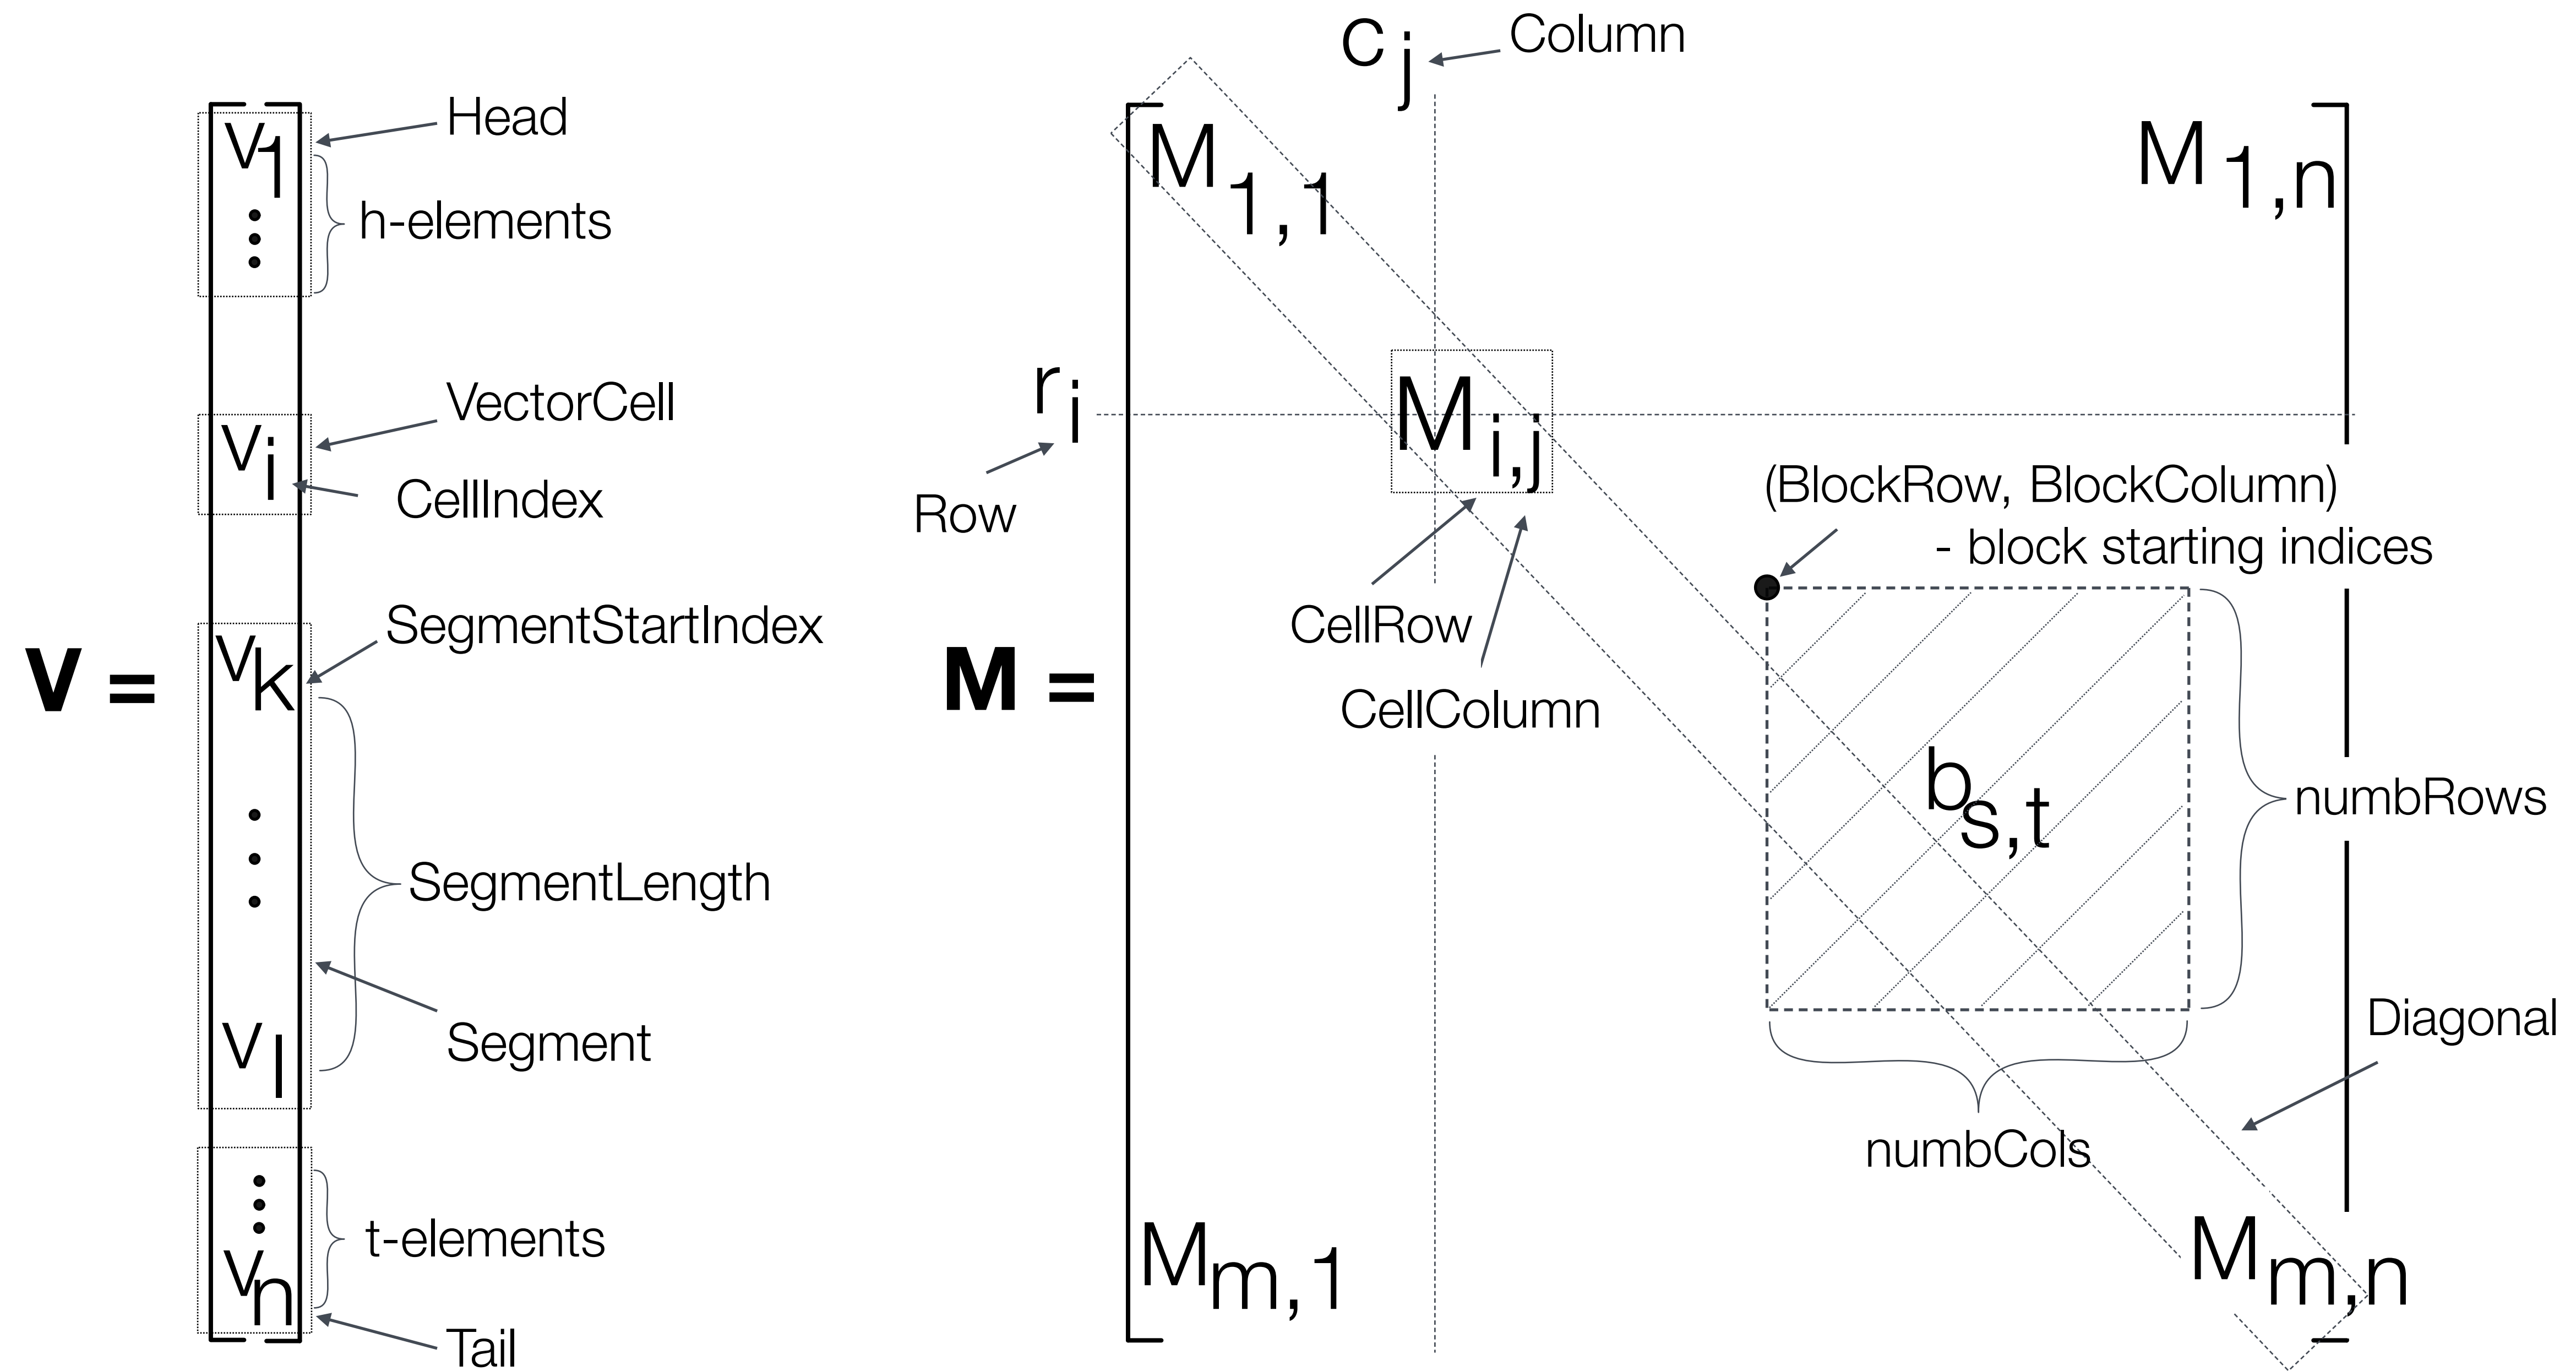 V =
V1
Head
h-elements
Vi
VectorCell
CellIndex
Vk
SegmentStartIndex
SegmentLength
Segment
Vl
t-elements
Vn
Tail
M =
cj
Column
M1,1
M1,n
ri
Row
Mi,j
CellRow
CellColumn
(BlockRow, BlockColumn)
- block starting indices
bs,t
numbRows
numbCols
Diagonal
Mm,1
Mm,n